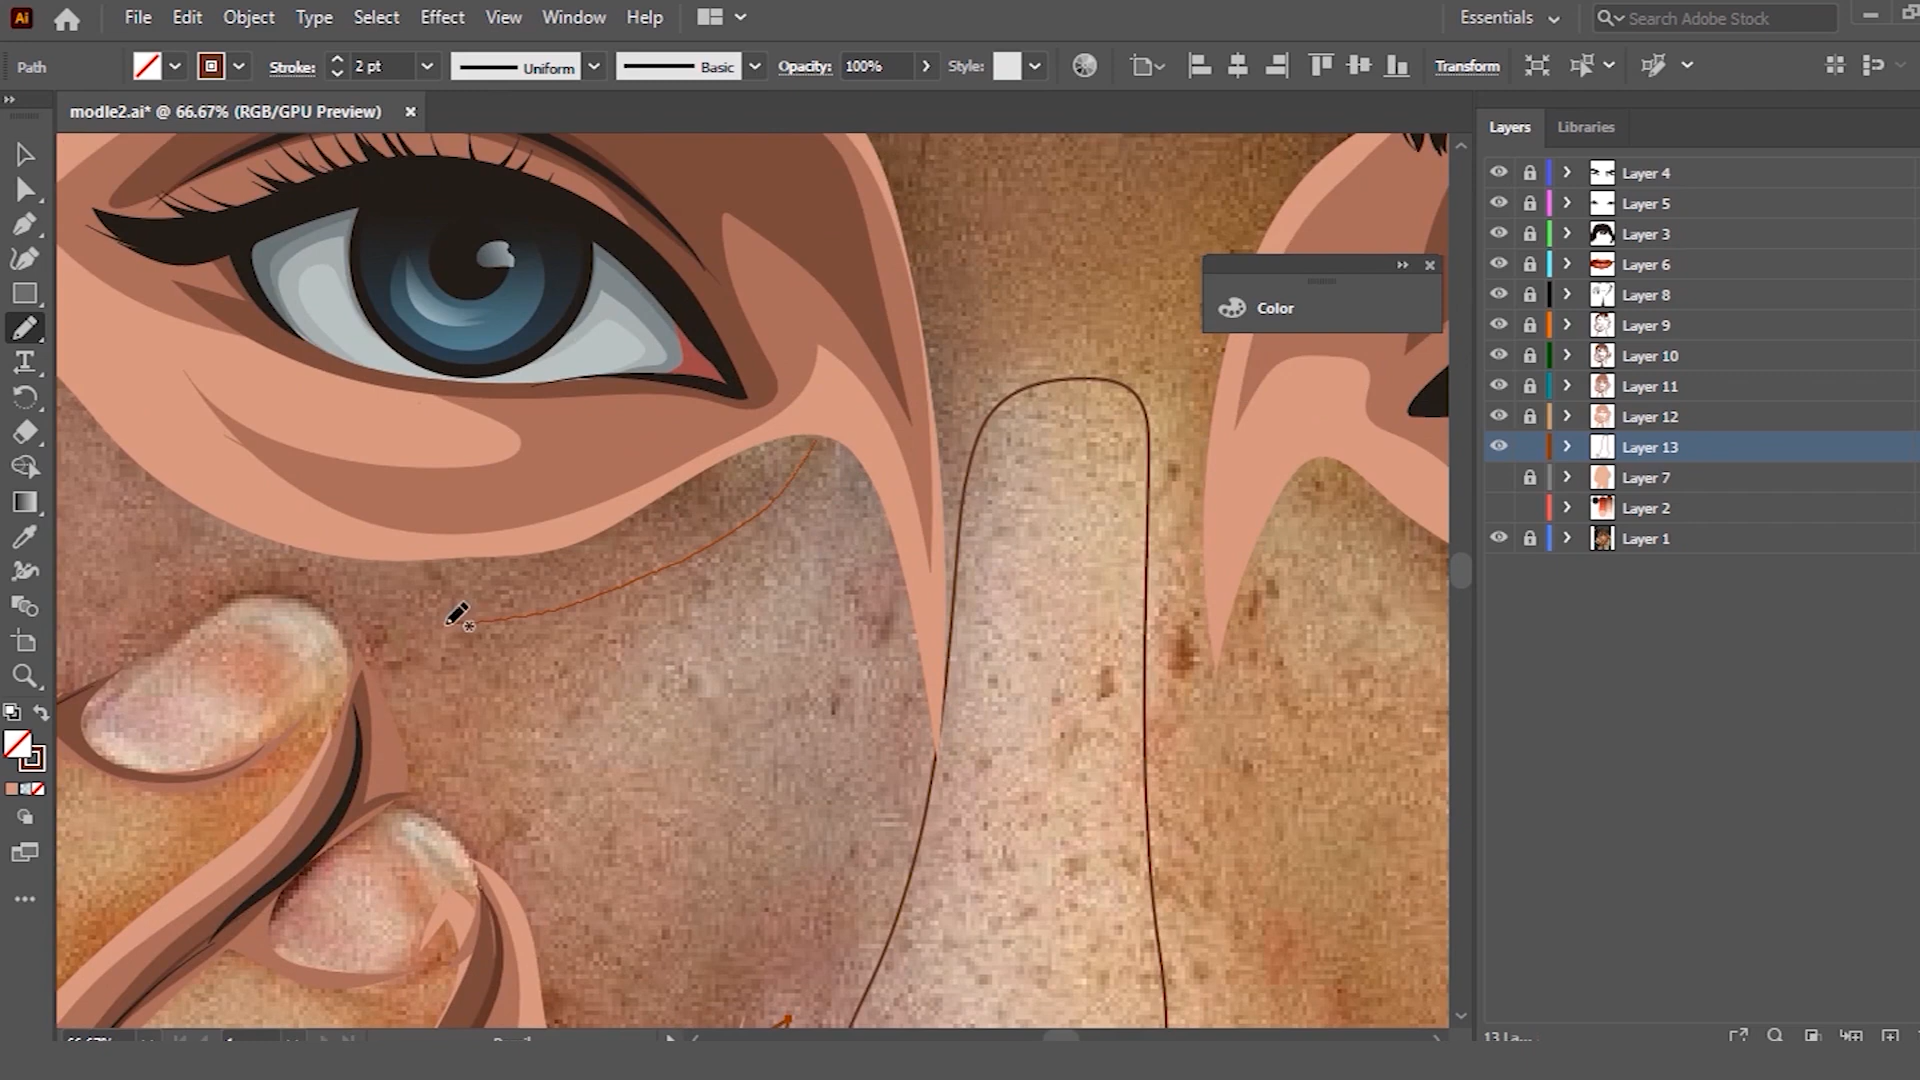 Ai File Edit Object Type Select Effect View Window Help Essentials Search Adobe Stock
Path Stroke: 2 pt Uniform Basic Opacity: 100% Style: Transform
modle2.ai* @ 66.67% (RGB/GPU Preview)
Layers Libraries
Layer 4
Layer 5
Layer 3
Layer 6
Layer 8
Color
Layer 9
Layer 10
Layer 11
Layer 12
Layer 13
Layer 7
Layer 2
Layer 1